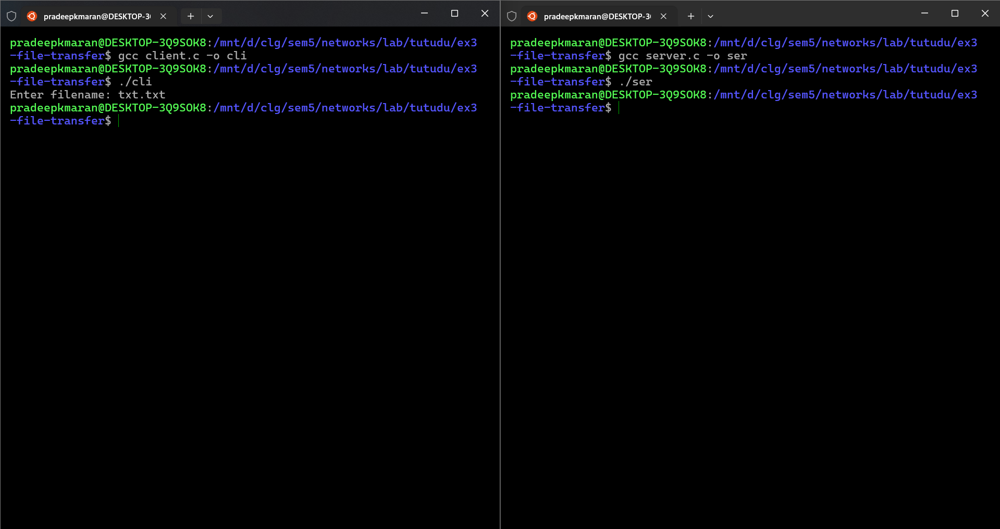 pradeepkmaran@DESKTOP-3
pradeepkmaran@DESKTOP-3Q9SOK8:/mnt/d/clg/sem5/networks/lab/tutudu/ex3
-file-transfer$ gcc client.c -o cli
pradeepkmaran@DESKTOP-3Q9SOK8:/mnt/d/clg/sem5/networks/lab/tutudu/ex3
-file-transfer$ ./cli
Enter filename: txt.txt
pradeepkmaran@DESKTOP-3Q9SOK8:/mnt/d/clg/sem5/networks/lab/tutudu/ex3
-file-transfer$
pradeepkmaran@DESKTOP-3
pradeepkmaran@DESKTOP-3Q9SOK8:/mnt/d/clg/sem5/networks/lab/tutudu/ex3
-file-transfer$ gcc server.c -o ser
pradeepkmaran@DESKTOP-3Q9SOK8:/mnt/d/clg/sem5/networks/lab/tutudu/ex3
-file-transfer$ ./ser
pradeepkmaran@DESKTOP-3Q9SOK8:/mnt/d/clg/sem5/networks/lab/tutudu/ex3
-file-transfer$